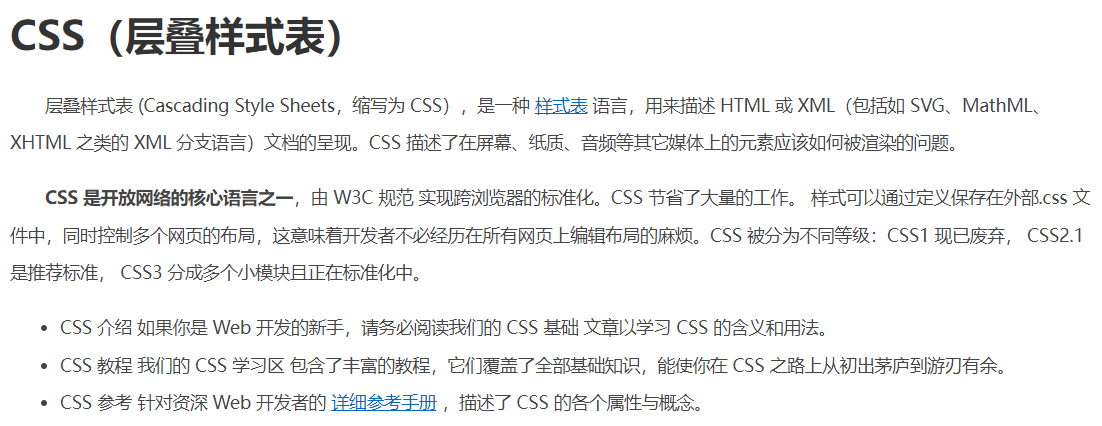 CSS（层叠样式表）
层叠样式表 (Cascading Style Sheets，缩写为 CSS），是一种 样式表 语言，用来描述 HTML 或 XML（包括如 SVG、MathML、
XHTML 之类的 XML 分支语言）文档的呈现。CSS 描述了在屏幕、纸质、音频等其它媒体上的元素应该如何被渲染的问题。
CSS 是开放网络的核心语言之一，由 W3C 规范 实现跨浏览器的标准化。CSS 节省了大量的工作。 样式可以通过定义保存在外部.css 文
件中，同时控制多个网页的布局，这意味着开发者不必经历在所有网页上编辑布局的麻烦。CSS 被分为不同等级：CSS1 现已废弃， CSS2.1
是推荐标准， CSS3 分成多个小模块且正在标准化中。
• CSS 介绍 如果你是 Web 开发的新手，请务必阅读我们的 CSS 基础 文章以学习 CSS 的含义和用法。
• CSS 教程 我们的 CSS 学习区 包含了丰富的教程，它们覆盖了全部基础知识，能使你在 CSS 之路上从初出茅庐到游刃有余。
• CSS 参考 针对资深 Web 开发者的 详细参考手册 ，描述了 CSS 的各个属性与概念。